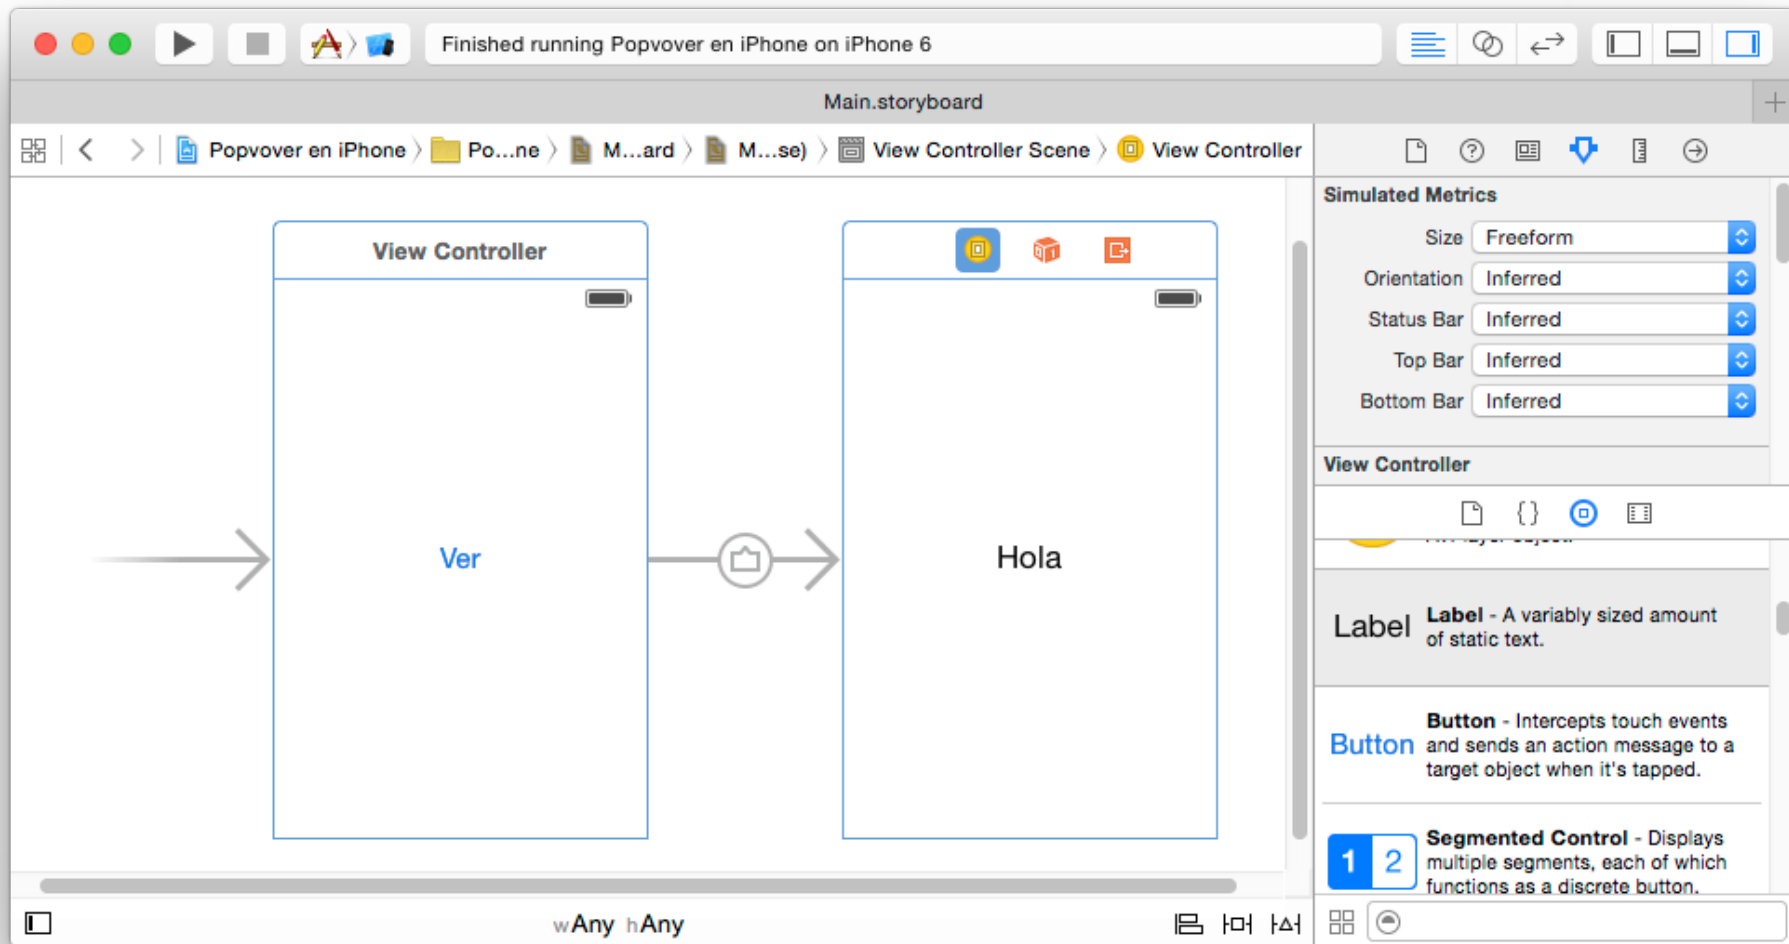 Finished running Popvover en iPhone on iPhone 6
Main.storyboard
Popvover en iPhone
Po...ne
M...ard
M...se)
View Controller Scene
View Controller
View Controller
Ver
Hola
wAny hAny
Simulated Metrics
Size Freeform
Orientation Inferred
Status Bar Inferred
Top Bar Inferred
Bottom Bar Inferred
View Controller
{}
Label
Label - A variably sized amount
of static text.
Button
Button - Intercepts touch events
and sends an action message to a
target object when it's tapped.
1 2
Segmented Control - Displays
multiple segments, each of which
functions as a discrete button.